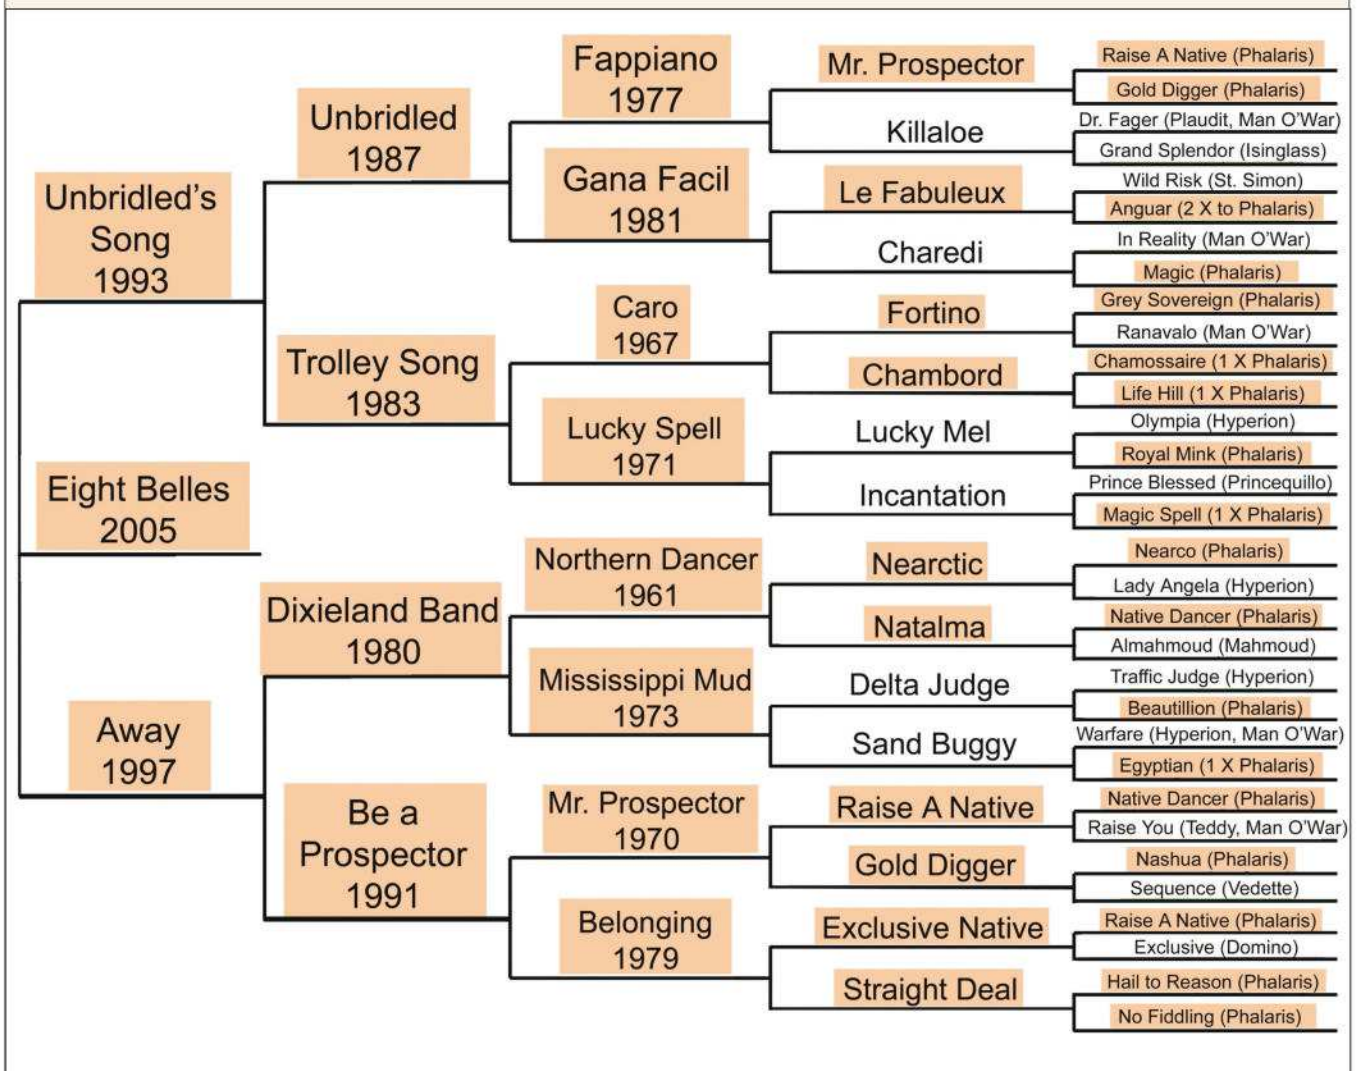 Unbridled's
Song
1993
Eight Belles
2005
Away
1997
Unbridled
1987
Trolley Song
1983
Dixieland Band
1980
Be a
Prospector
1991
Fappiano
1977
Gana Facil
1981
Caro
1967
Lucky Spell
1971
Northern Dancer
1961
Mississippi Mud
1973
Mr. Prospector
1970
Belonging
1979
Mr. Prospector
Killaloe
Le Fabuleux
Charedi
Fortino
Chambord
Lucky Mel
Incantation
Nearctic
Natalma
Delta Judge
Sand Buggy
Raise A Native
Gold Digger
Exclusive Native
Straight Deal
Raise A Native (Phalaris)
Gold Digger (Phalaris)
Dr. Fager (Plaudit, Man O'War)
Grand Splendor (Isinglass)
Wild Risk (St. Simon)
Anguar (2 X to Phalaris)
In Reality (Man O'War)
Magic (Phalaris)
Grey Sovereign (Phalaris)
Ranavalo (Man O'War)
Chamossaire (1 X Phalaris)
Life Hill (1 X Phalaris)
Olympia (Hyperion)
Royal Mink (Phalaris)
Prince Blessed (Princequillo)
Magic Spell (1 X Phalaris)
Nearco (Phalaris)
Lady Angela (Hyperion)
Native Dancer (Phalaris)
Almahmoud (Mahmoud)
Traffic Judge (Hyperion)
Beautillion (Phalaris)
Warfare (Hyperion, Man O'War)
Egyptian (1 X Phalaris)
Native Dancer (Phalaris)
Raise You (Teddy, Man O'War)
Nashua (Phalaris)
Sequence (Vedette)
Raise A Native (Phalaris)
Exclusive (Domino)
Hail to Reason (Phalaris)
No Fiddling (Phalaris)